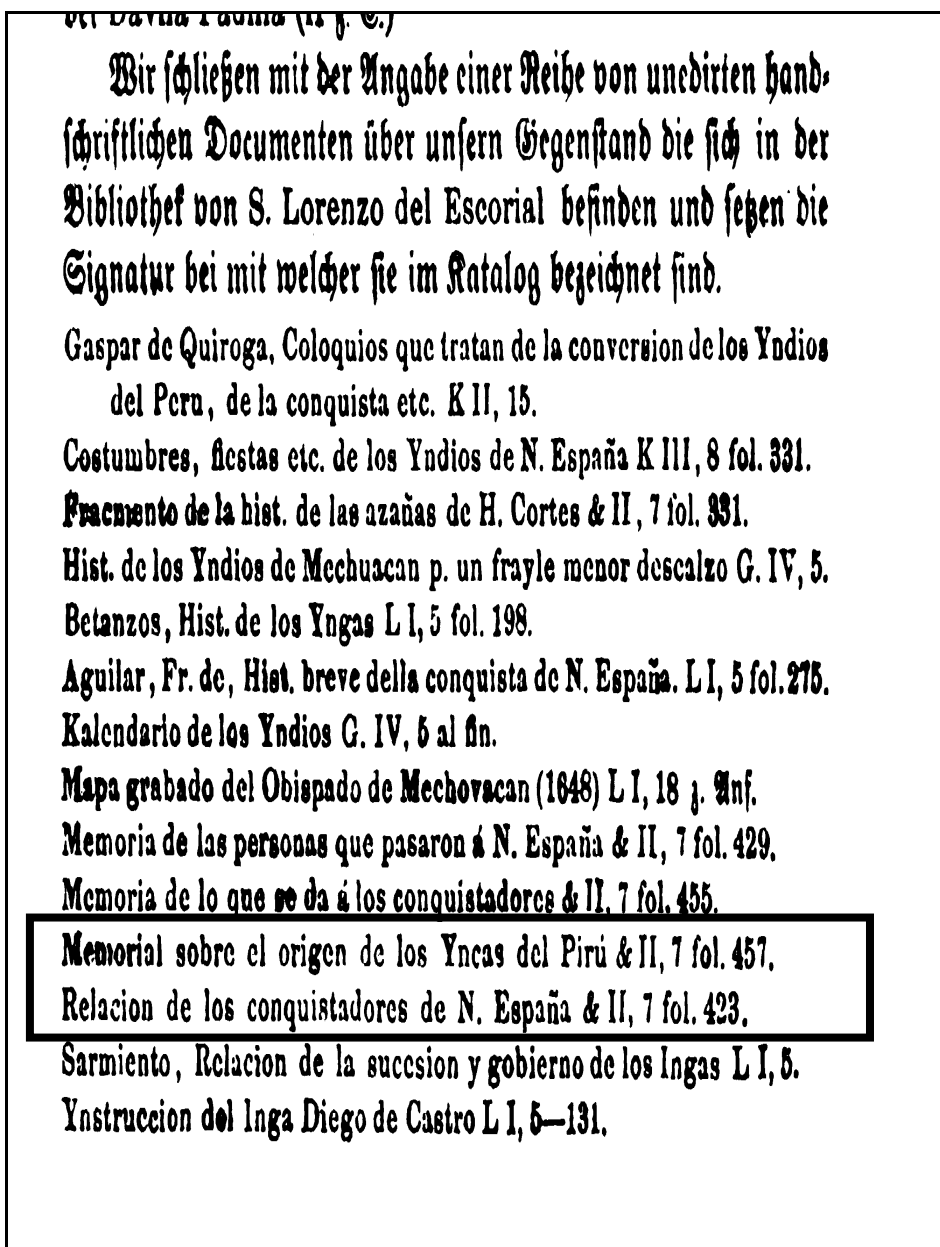 bei Davila Padilla (II z. E.)
Wir schließen mit der Angabe einer Reihe von unedirten hand-
schriftlichen Documenten über unsern Gegenstand die sich in der
Bibliothek von S. Lorenzo del Escorial befinden und setzen die
Signatur bei mit welcher sie im Katalog bezeichnet sind.
Gaspar de Quiroga, Coloquios que tratan de la conversion de los Yndios
del Peru, de la conquista etc. K II, 15.
Costumbres, fiestas etc. de los Yndios de N. España K III, 8 fol. 331.
Fracmento de la hist. de las azañas de H. Cortes & II, 7 fol. 331.
Hist. de los Yndios de Mechuacan p. un frayle menor descalzo G. IV, 5.
Betanzos, Hist. de los Yngas L I, 5 fol. 198.
Aguilar, Fr. de, Hist. breve della conquista de N. España. L I, 5 fol. 275.
Kalendario de los Yndios G. IV, 5 al fin.
Mapa grabado del Obispado de Mechovacan (1648) L I, 18 z. Anf.
Memoria de las personas que pasaron á N. España & II, 7 fol. 429.
Memoria de lo que se da á los conquistadores & II, 7 fol. 455.
Memorial sobre el origen de los Yncas del Pirú & II, 7 fol. 457.
Relacion de los conquistadores de N. España & II, 7 fol. 423.
Sarmiento, Relacion de la succsion y gobierno de los Ingas L I, 5.
Ynstruccion del Inga Diego de Castro L I, 5—131.